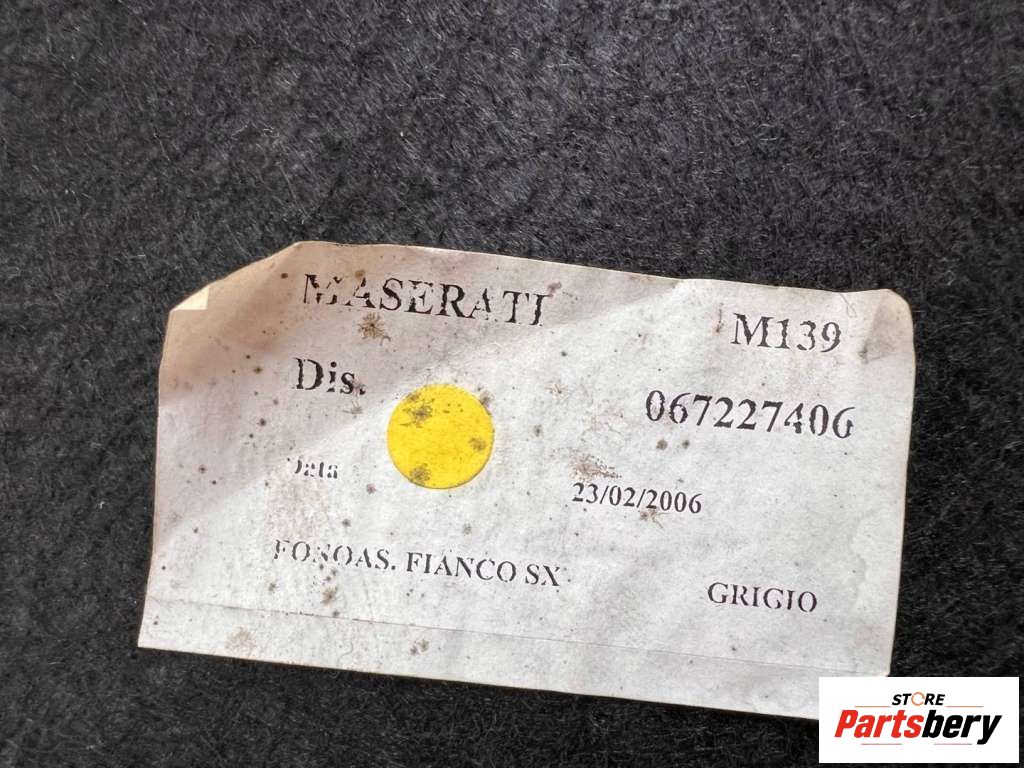 MASERATI M139
Dis. 067227406
Data 23/02/2006
FONOAS. FIANCO SX GRIGIO
STORE
Partsbery